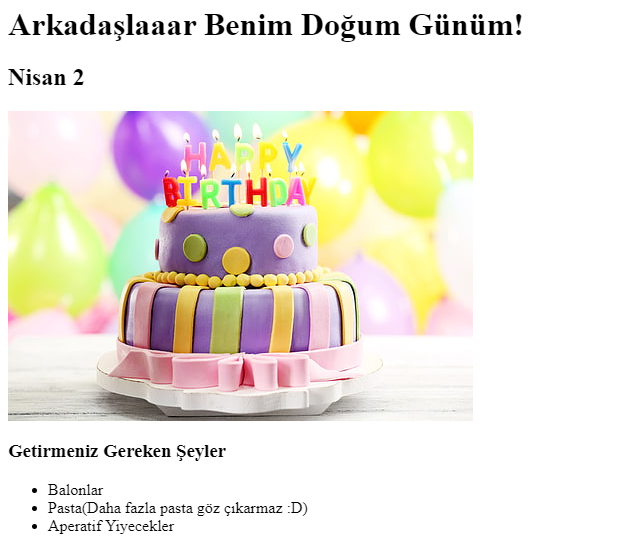 Arkadaşlaaar Benim Doğum Günüm!
Nisan 2
HAPPY
BIRTHDAY
Getirmeniz Gereken Şeyler
Balonlar
Pasta(Daha fazla pasta göz çıkarmaz :D)
Aperatif Yiyecekler